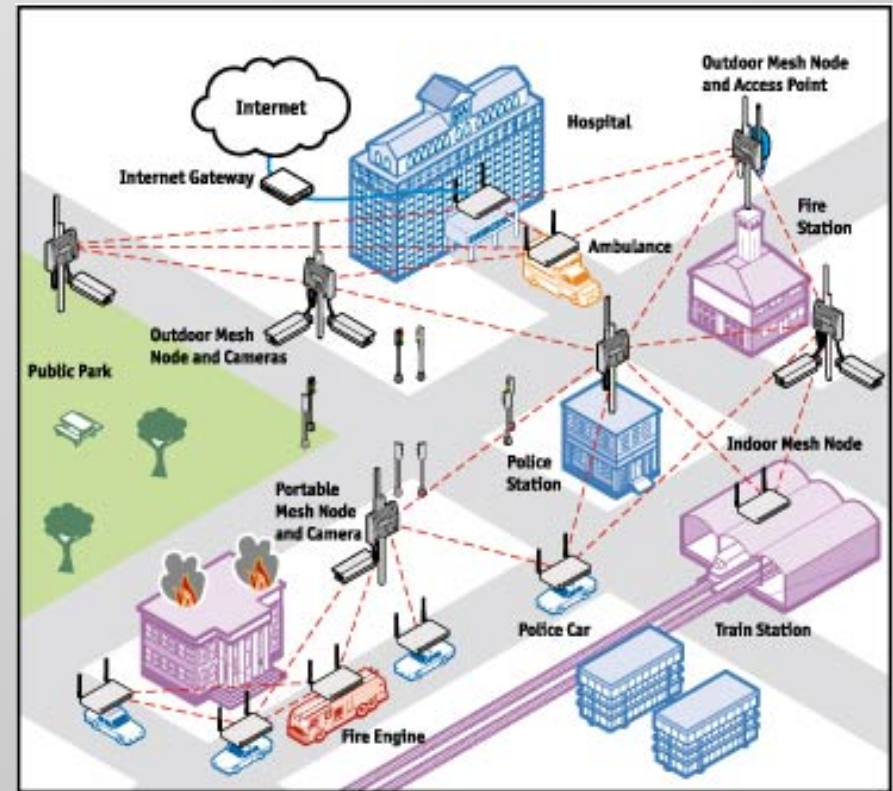 Internet
Internet Gateway
Hospital
Outdoor Mesh Node
and Access Point
Fire
Station
Ambulance
Outdoor Mesh
Node and Cameras
Public Park
Police
Station
Indoor Mesh Node
Portable
Mesh Node
and Camera
Police Car
Train Station
Fire Engine